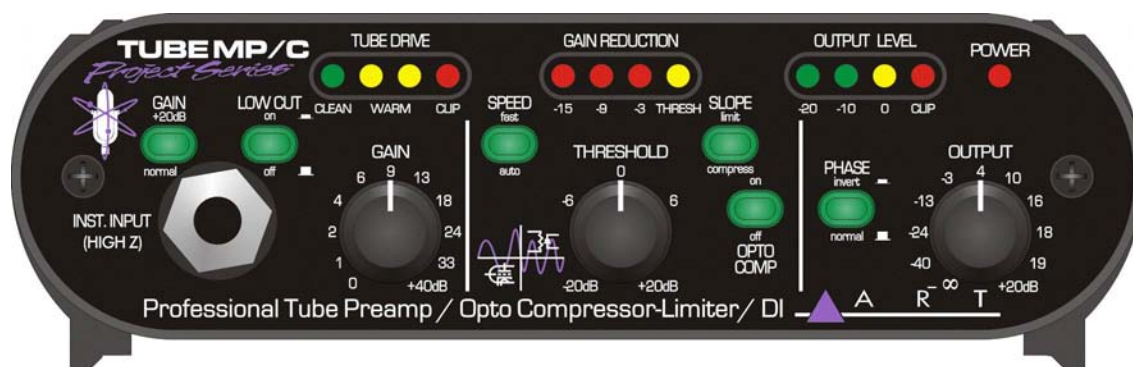 TUBE MP/C
Project Series
TUBE DRIVE
CLEAN WARM CLIP
GAIN REDUCTION
-15 -9 -3 THRESH
OUTPUT LEVEL
-20 -10 0 CLIP
POWER
GAIN
+20dB
normal
LOW CUT
on
off
INST. INPUT
(HIGH Z)
GAIN
0 1 2 4 6 9 13 18 24 33 +40dB
SPEED
fast
auto
THRESHOLD
-20dB -6 0 6 +20dB
SLOPE
limit
compress
on
off
OPTO
COMP
PHASE
invert
normal
OUTPUT
-∞ -40 -24 -13 -3 4 10 16 18 19 +20dB
Professional Tube Preamp / Opto Compressor-Limiter / DI
A R T